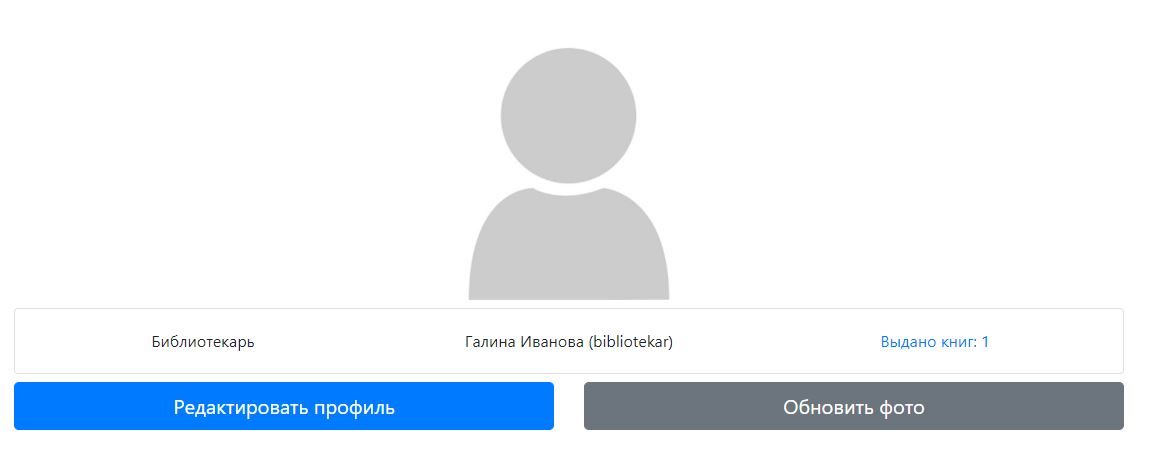 Библиотекарь Галина Иванова (bibliotekar) Выдано книг: 1
Редактировать профиль Обновить фото